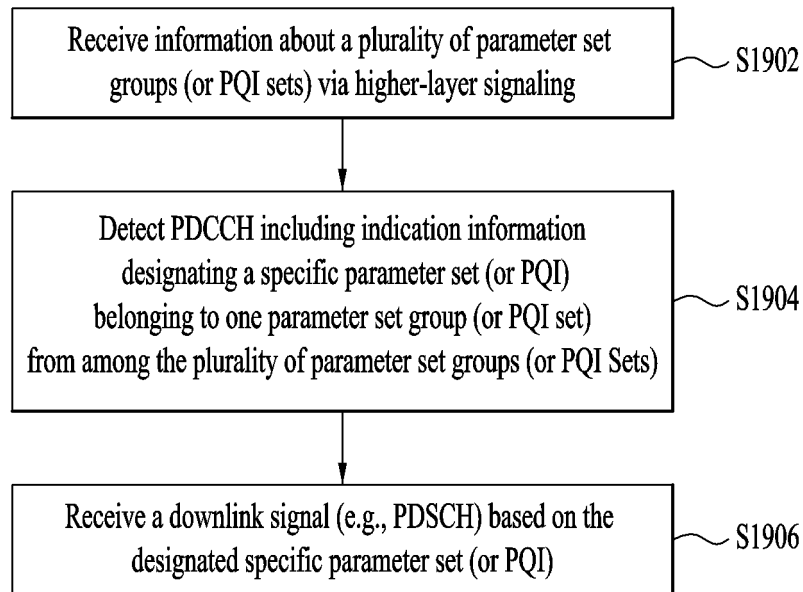 Receive information about a plurality of parameter set
groups (or PQI sets) via higher-layer signaling
S1902
Detect PDCCH including indication information
designating a specific parameter set (or PQI)
belonging to one parameter set group (or PQI set)
from among the plurality of parameter set groups (or PQI Sets)
S1904
Receive a downlink signal (e.g., PDSCH) based on the
designated specific parameter set (or PQI)
S1906